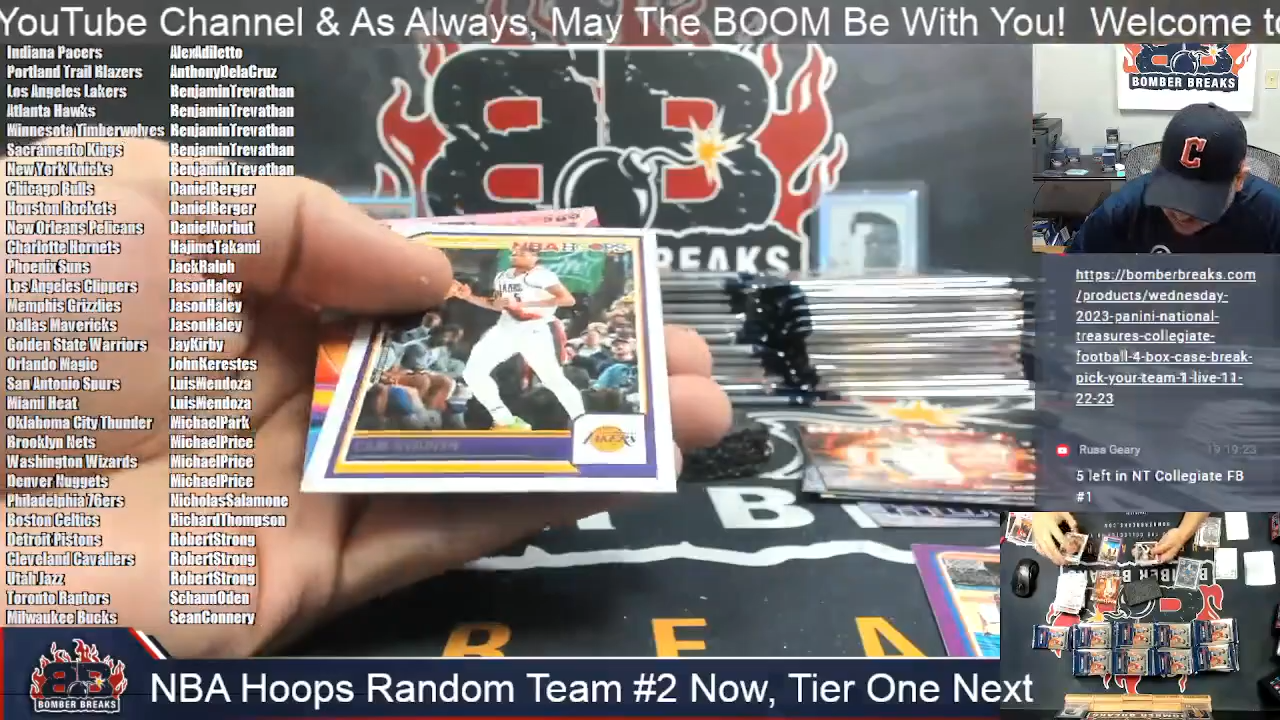 YouTube Channel & As Always, May The BOOM Be With You!  Welcome to
Indiana Pacers AlexAdiletto
Portland Trail Blazers AnthonyDelaCruz
Los Angeles Lakers BenjaminTrevathan
Atlanta Hawks BenjaminTrevathan
Minnesota Timberwolves BenjaminTrevathan
Sacramento Kings BenjaminTrevathan
New York Knicks BenjaminTrevathan
Chicago Bulls DanielBerger
Houston Rockets DanielBerger
New Orleans Pelicans DanielNorbut
Charlotte Hornets HajimeTakami
Phoenix Suns JackRalph
Los Angeles Clippers JasonHaley
Memphis Grizzlies JasonHaley
Dallas Mavericks JasonHaley
Golden State Warriors JayKirby
Orlando Magic JohnKerestes
San Antonio Spurs LuisMendoza
Miami Heat LuisMendoza
Oklahoma City Thunder MichaelPark
Brooklyn Nets MichaelPrice
Washington Wizards MichaelPrice
Denver Nuggets MichaelPrice
Philadelphia 76ers NicholasSalamone
Boston Celtics RichardThompson
Detroit Pistons RobertStrong
Cleveland Cavaliers RobertStrong
Utah Jazz RobertStrong
Toronto Raptors SchaunOden
Milwaukee Bucks SeanConnery
BB
REAKS
NBA HOOPS
LAKERS
B
B E A
BOMBER BREAKS
C
https://bomberbreaks.com
/products/wednesday-
2023-panini-national-
treasures-collegiate-
football-4-box-case-break-
pick-your-team-1-live-11-
22-23
Russ Geary 19:19:23
5 left in NT Collegiate FB
#1
BOMBER BREAKS
NBA Hoops Random Team #2 Now, Tier One Next